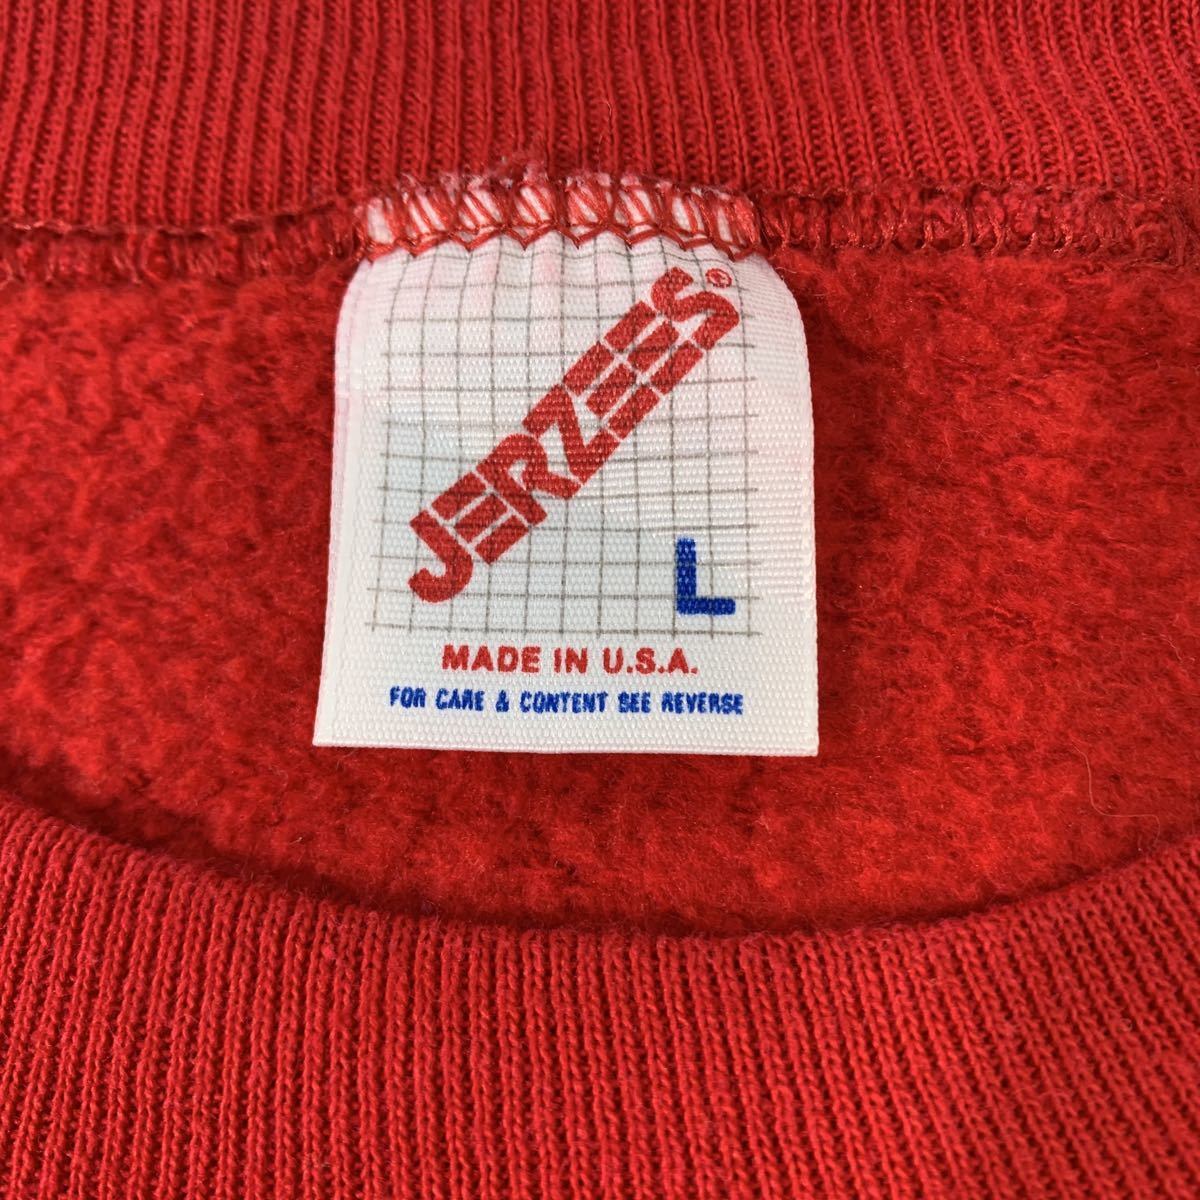 JERZEES®
L
MADE IN U.S.A.
FOR CARE & CONTENT SEE REVERSE